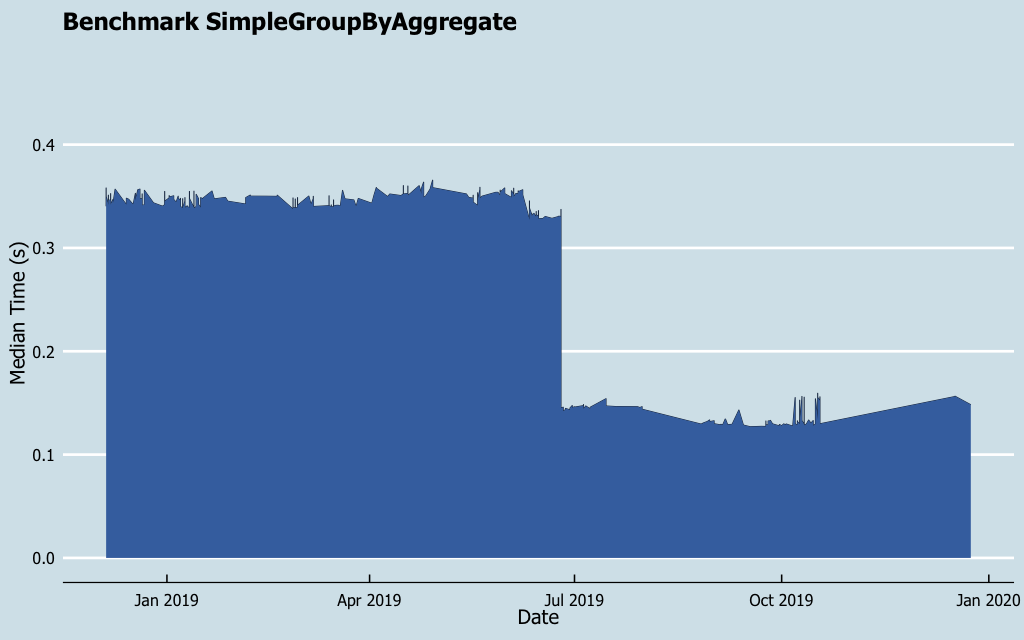 Benchmark SimpleGroupByAggregate
0.4
0.3
0.2
0.1
0.0
Median Time (s)
Jan 2019 Apr 2019 Jul 2019 Oct 2019 Jan 2020
Date